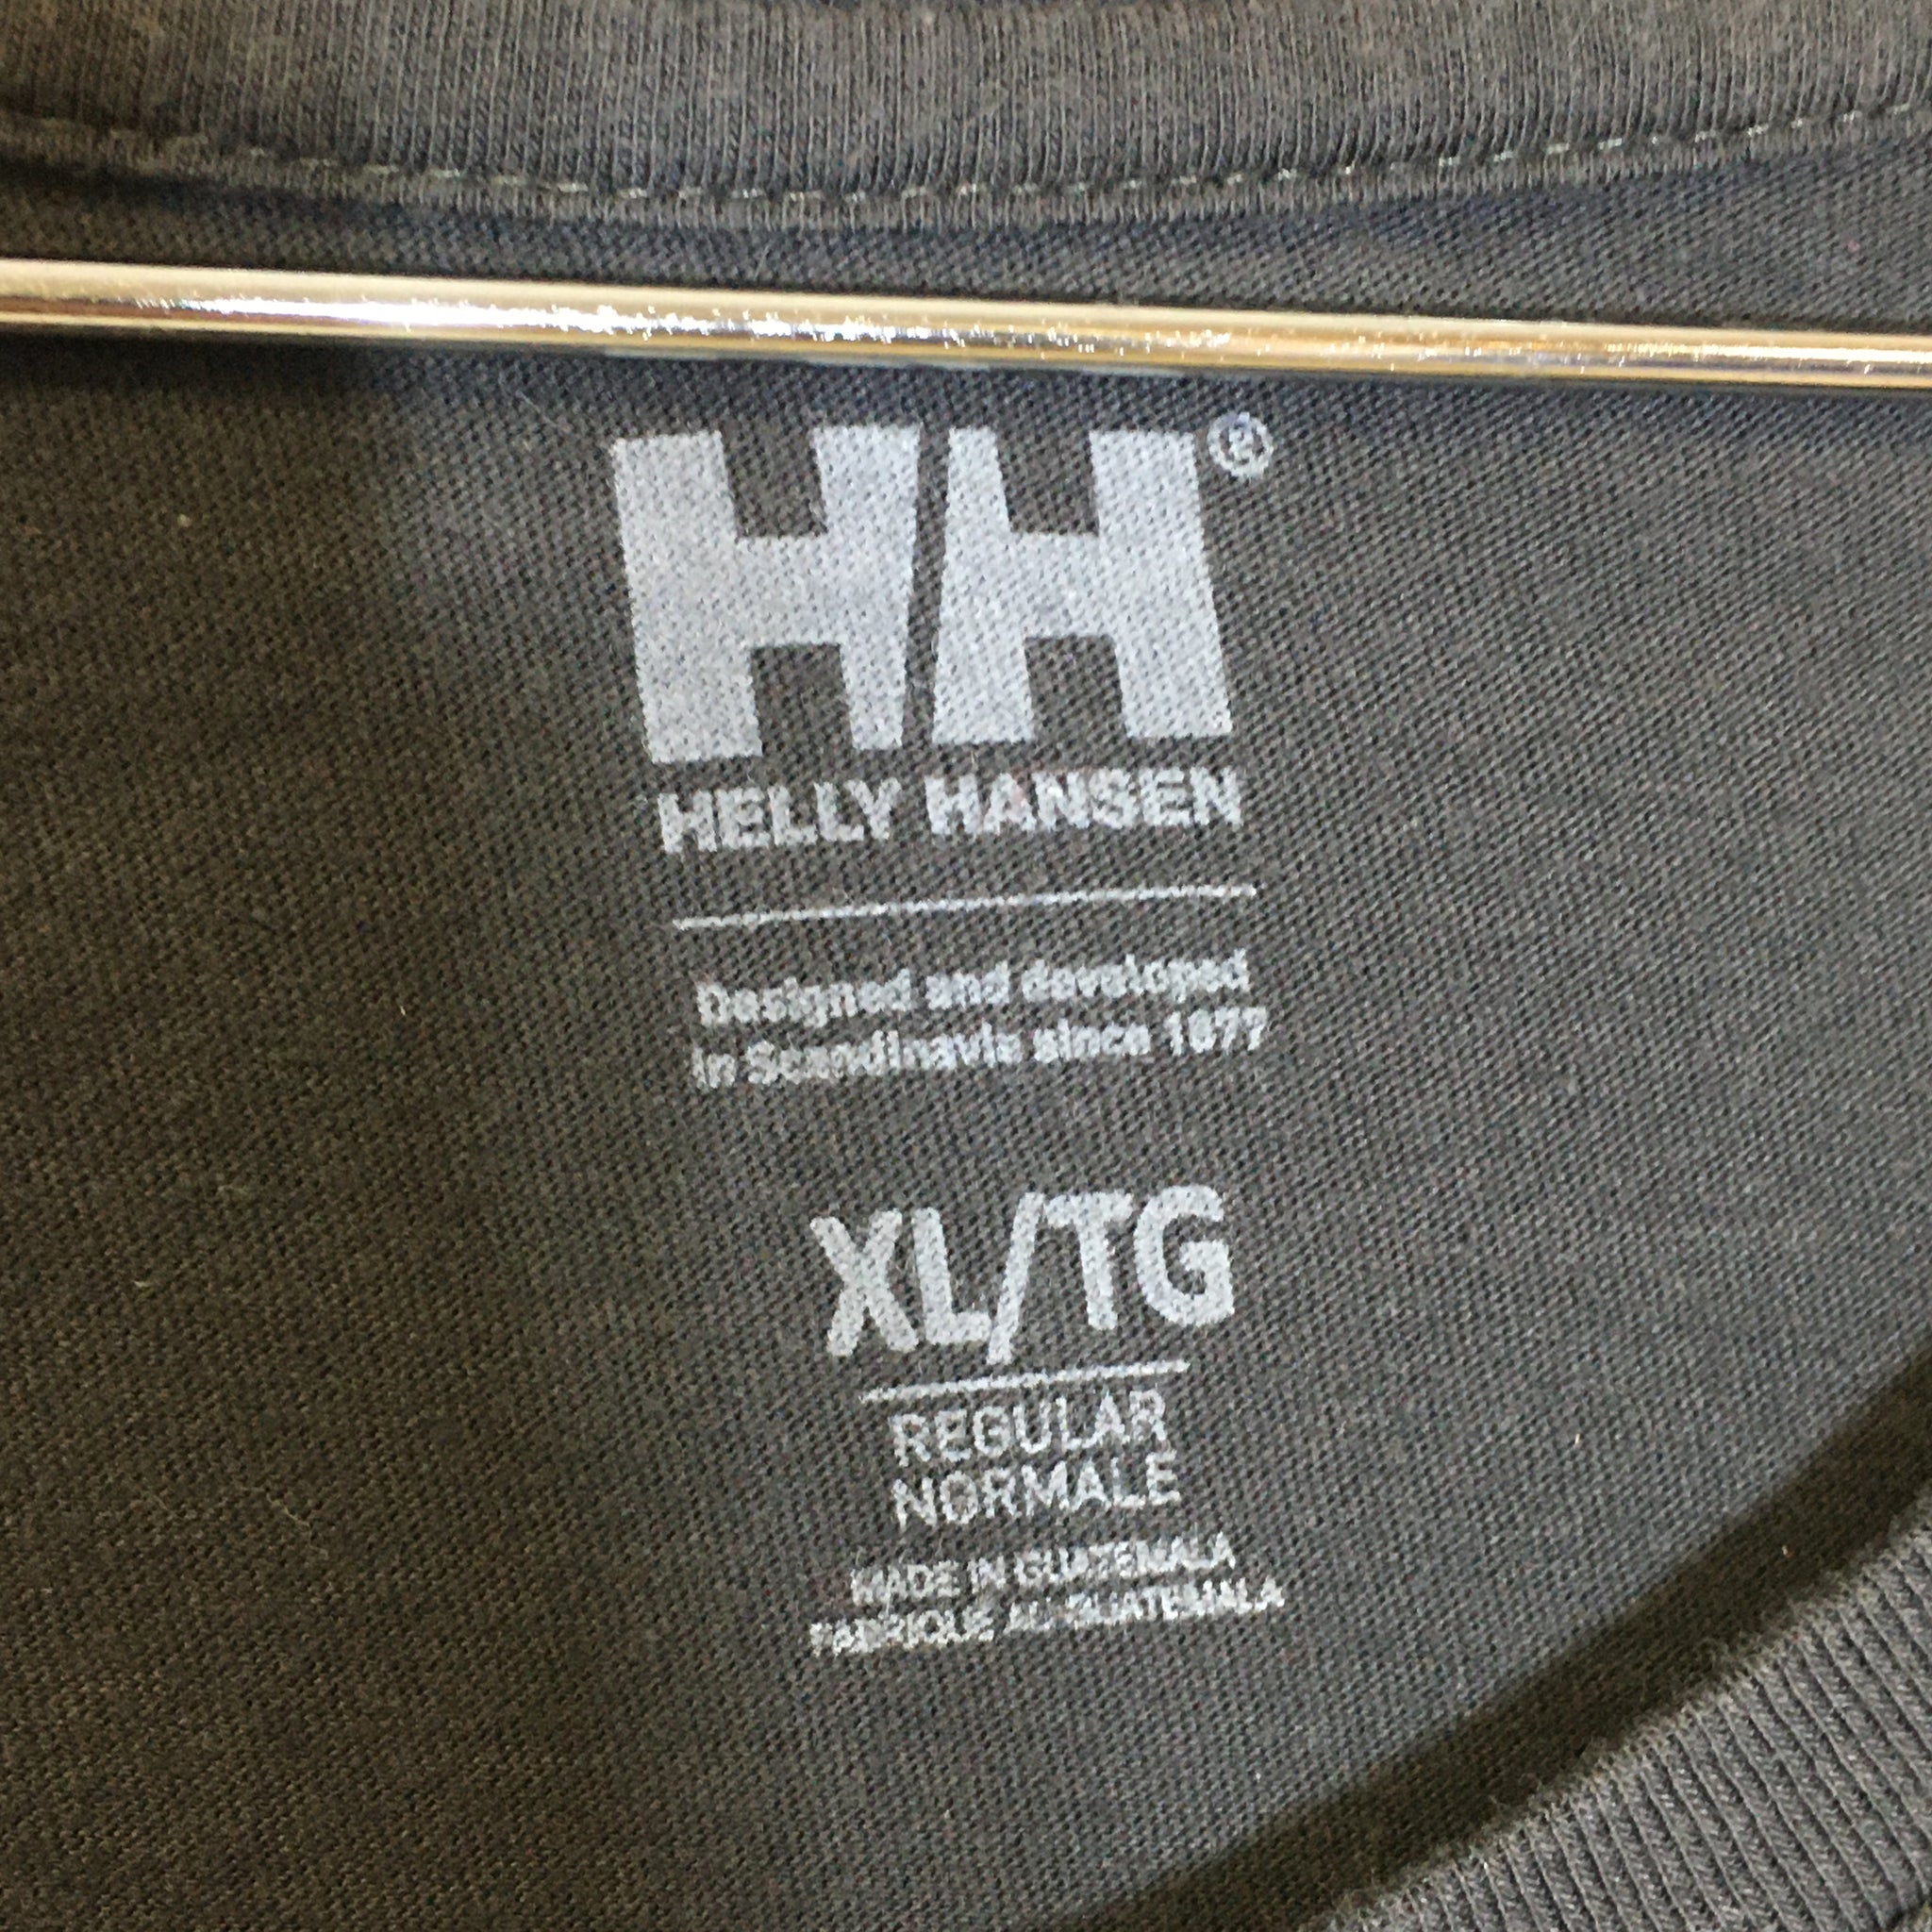 HH®
HELLY HANSEN
Designed and developed
in Scandinavia since 1877
XL/TG
REGULAR
NORMALE
MADE IN GUATEMALA
FABRIQUE AU GUATEMALA